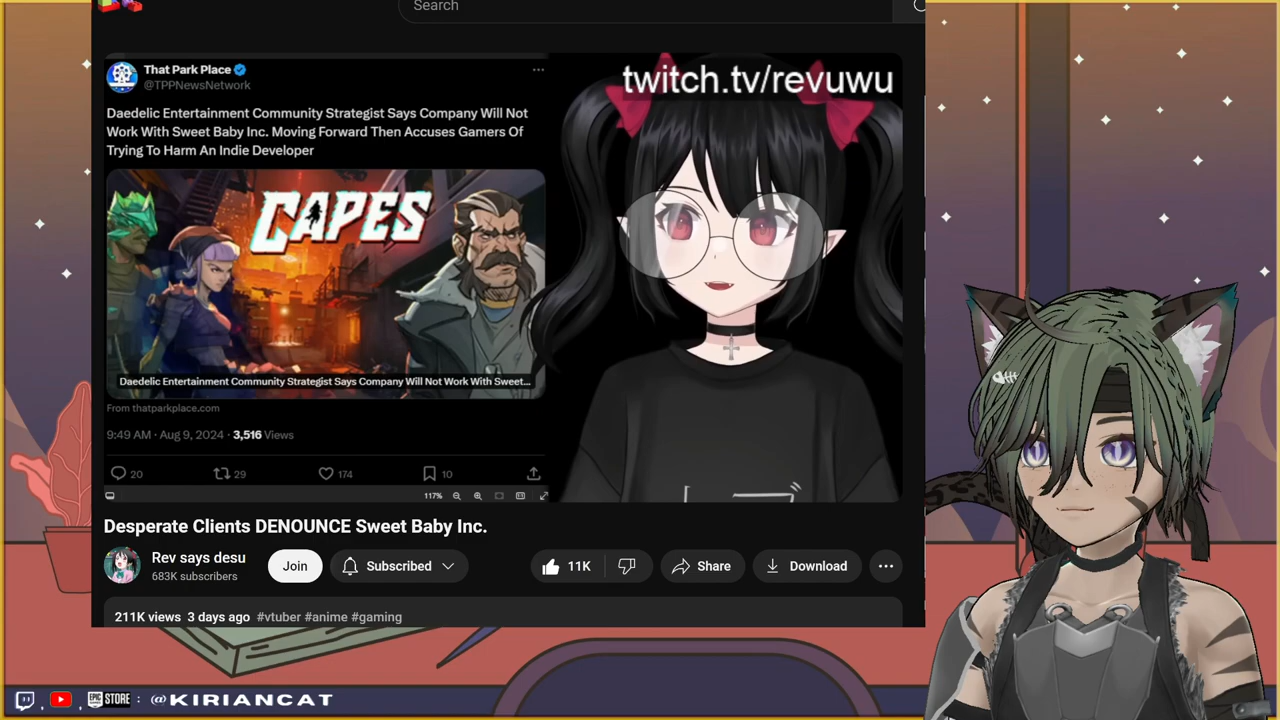 Search
That Park Place
@TPPNewsNetwork
Daedelic Entertainment Community Strategist Says Company Will Not
Work With Sweet Baby Inc. Moving Forward Then Accuses Gamers Of
Trying To Harm An Indie Developer
CAPES
Daedelic Entertainment Community Strategist Says Company Will Not Work With Sweet...
From thatparkplace.com
9:49 AM · Aug 9, 2024 · 3,516 Views
20 29 174 10
117%
twitch.tv/revuwu
Desperate Clients DENOUNCE Sweet Baby Inc.
Rev says desu
683K subscribers
Join
Subscribed
11K
Share
Download
211K views 3 days ago #vtuber #anime #gaming
, , EPIC STORE : @KIRIANCAT